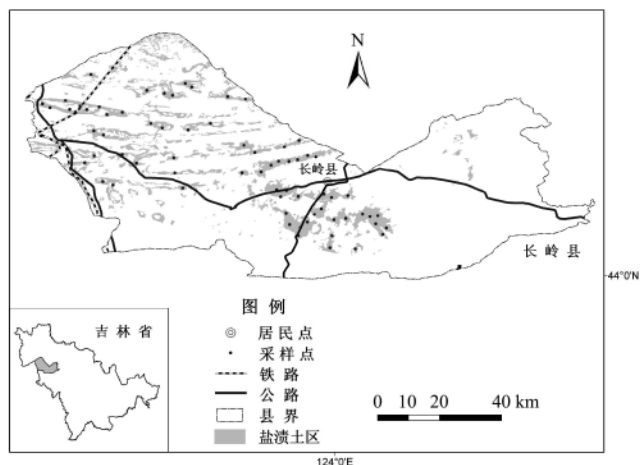 N
长岭县
长岭县
44°0′N
吉林省
图 例
居民点
采样点
铁 路
公 路
县 界
盐渍土区
0 10 20 40 km
124°0′E